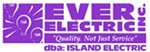 EVER
ELECTRIC INC.
"Quality, Not Just Service"
dba: ISLAND ELECTRIC